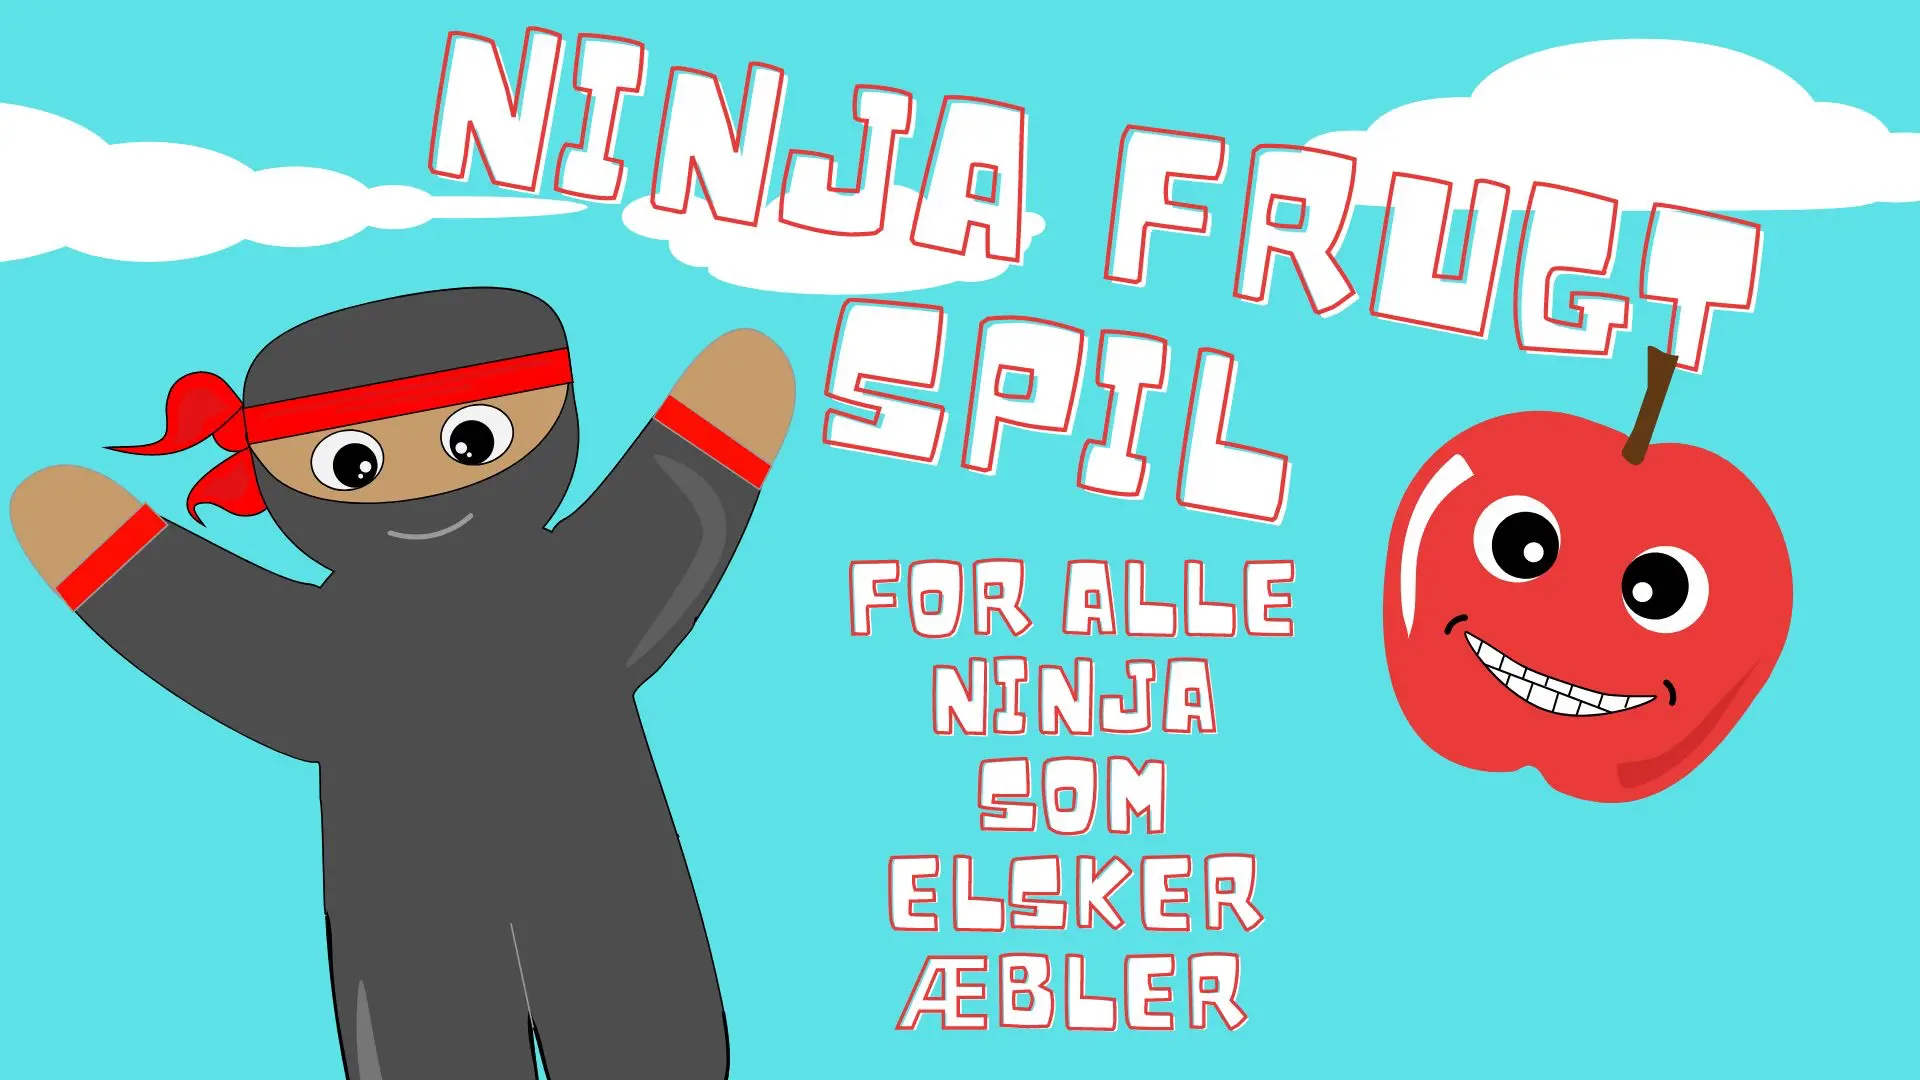 NINJA FRUGT
SPIL
FOR ALLE
NINJA
SOM
ELSKER
ÆBLER